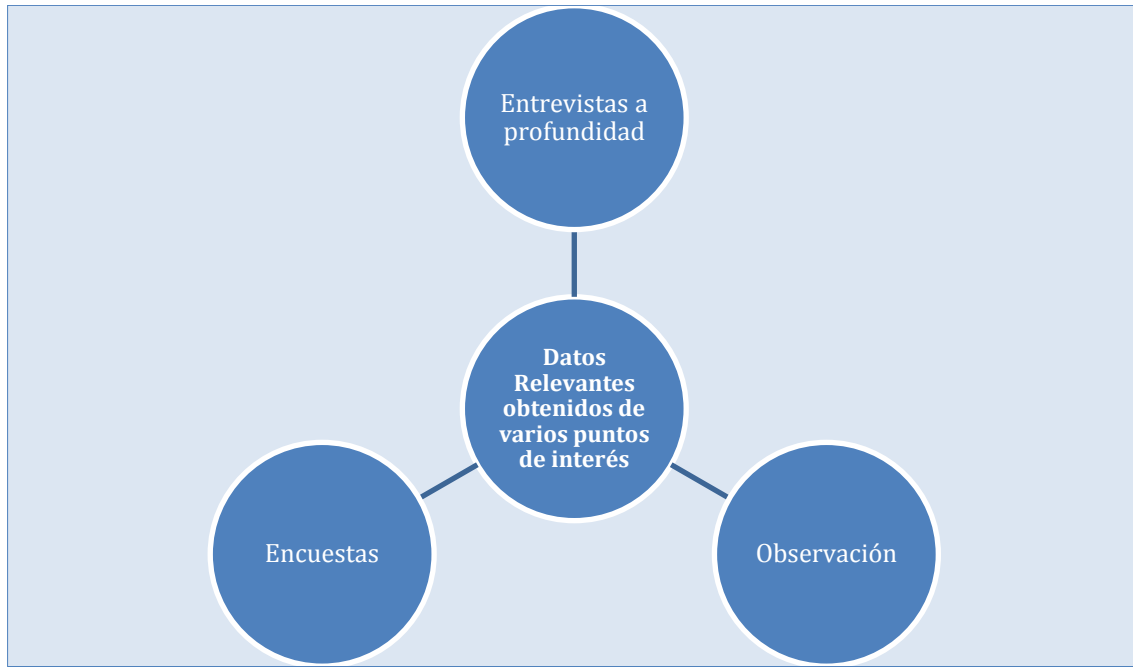 Entrevistas a
profundidad
Datos
Relevantes
obtenidos de
varios puntos
de interés
Encuestas
Observación